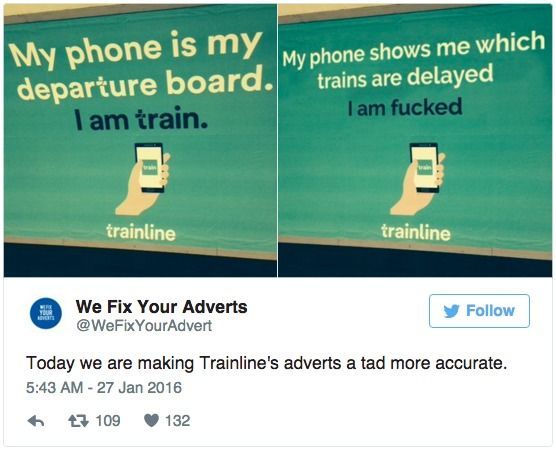 My phone is my
departure board.
I am train.
train
trainline
My phone shows me which
trains are delayed
I am fucked
train
trainline
WE FIX
YOUR
ADVERTS
We Fix Your Adverts
@WeFixYourAdvert
Follow
Today we are making Trainline's adverts a tad more accurate.
5:43 AM - 27 Jan 2016
109
132